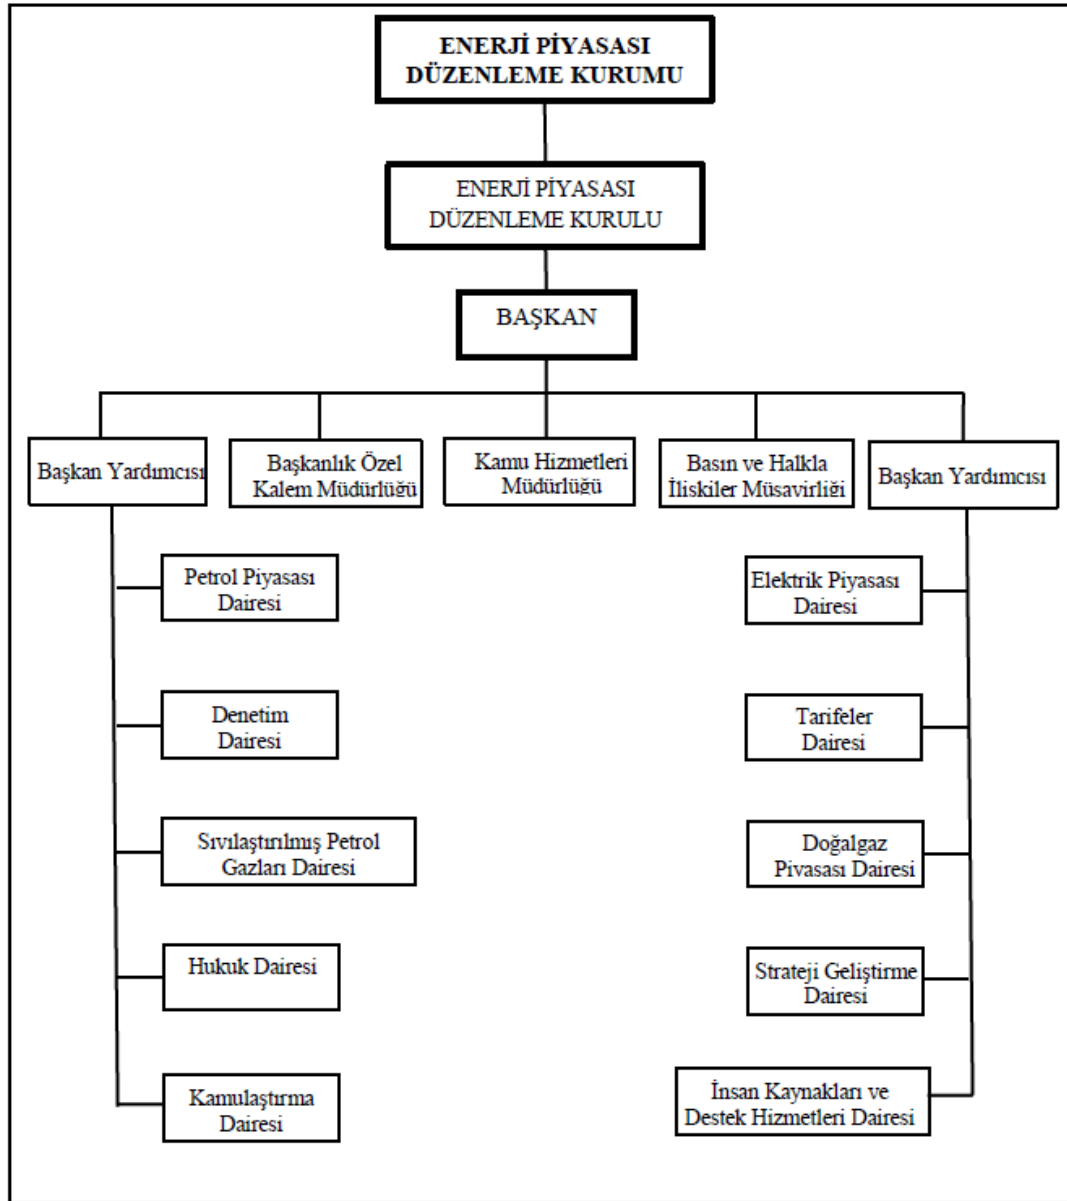 ENERJİ PİYASASI
DÜZENLEME KURUMU
ENERJİ PİYASASI
DÜZENLEME KURULU
BAŞKAN
Başkan Yardımcısı
Başkanlık Özel
Kalem Müdürlüğü
Kamu Hizmetleri
Müdürlüğü
Basın ve Halkla
İliskiler Müsavirliği
Başkan Yardımcısı
Petrol Piyasası
Dairesi
Denetim
Dairesi
Sıvılaştırılmış Petrol
Gazları Dairesi
Hukuk Dairesi
Kamulaştırma
Dairesi
Elektrik Piyasası
Dairesi
Tarifeler
Dairesi
Doğalgaz
Pivasası Dairesi
Strateji Geliştirme
Dairesi
İnsan Kaynakları ve
Destek Hizmetleri Dairesi